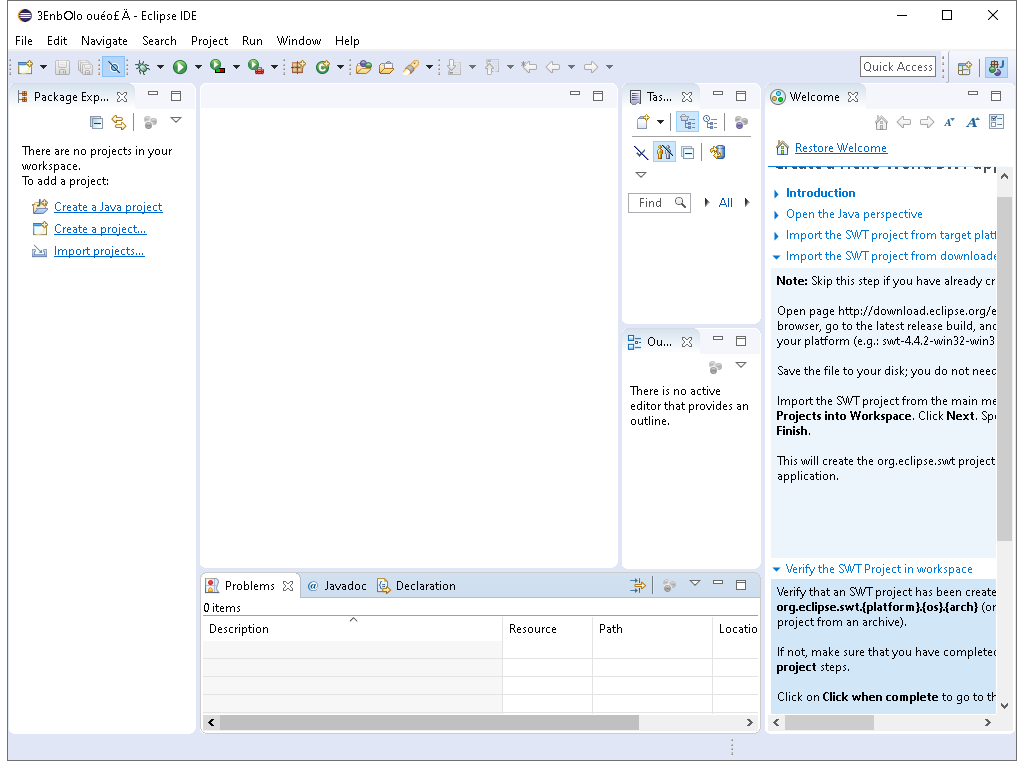 3EnbOlo ouéo£Ä - Eclipse IDE
File Edit Navigate Search Project Run Window Help
Quick Access
Package Exp...
There are no projects in your
workspace.
To add a project:
Create a Java project
Create a project...
Import projects...
Tas...
Find
All
Ou...
There is no active
editor that provides an
outline.
Welcome
Restore Welcome
Create a Hello World SWT app
Introduction
Open the Java perspective
Import the SWT project from target platf
Import the SWT project from downloade
Note: Skip this step if you have already cr
Open page http://download.eclipse.org/e
browser, go to the latest release build, and
your platform (e.g.: swt-4.4.2-win32-win3
Save the file to your disk; you do not need
Import the SWT project from the main me
Projects into Workspace. Click Next. Spe
Finish.
This will create the org.eclipse.swt project
application.
Verify the SWT Project in workspace
Verify that an SWT project has been create
org.eclipse.swt.{platform}.{os}.{arch} (or
project from an archive).
If not, make sure that you have completed
project steps.
Click on Click when complete to go to th
Problems @ Javadoc Declaration
0 items
Description Resource Path Locatio